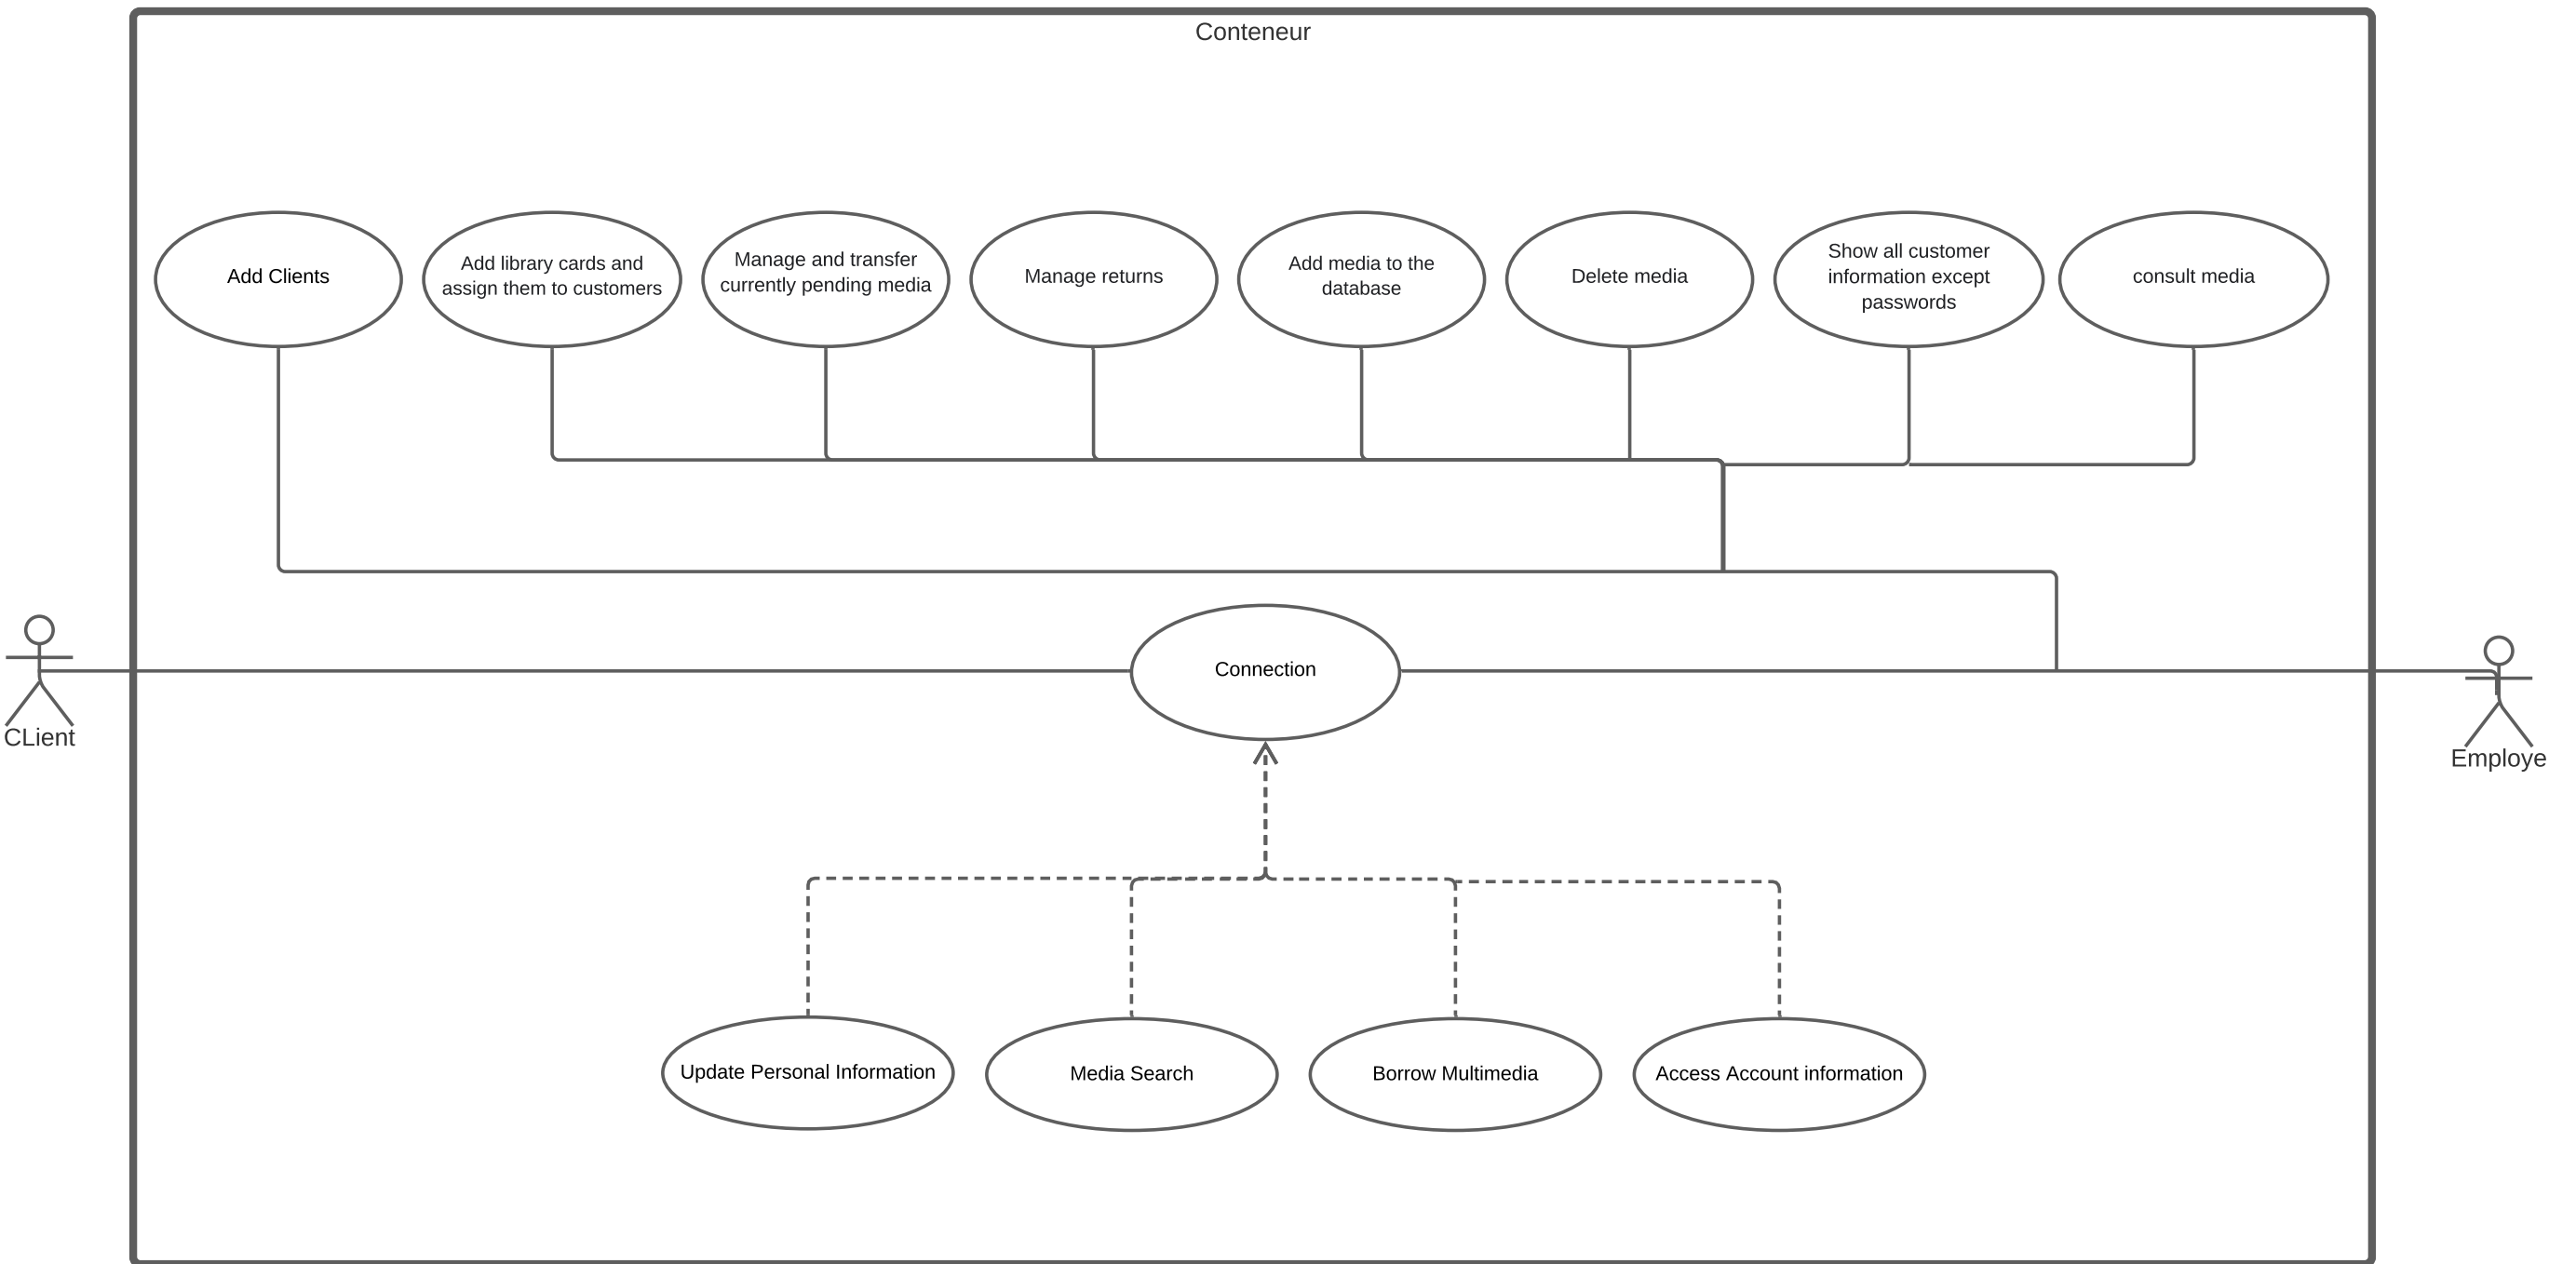 Conteneur
Add Clients
Add library cards and
assign them to customers
Manage and transfer
currently pending media
Manage returns
Add media to the
database
Delete media
Show all customer
information except
passwords
consult media
Connection
CLient
Employe
Update Personal Information
Media Search
Borrow Multimedia
Access Account information